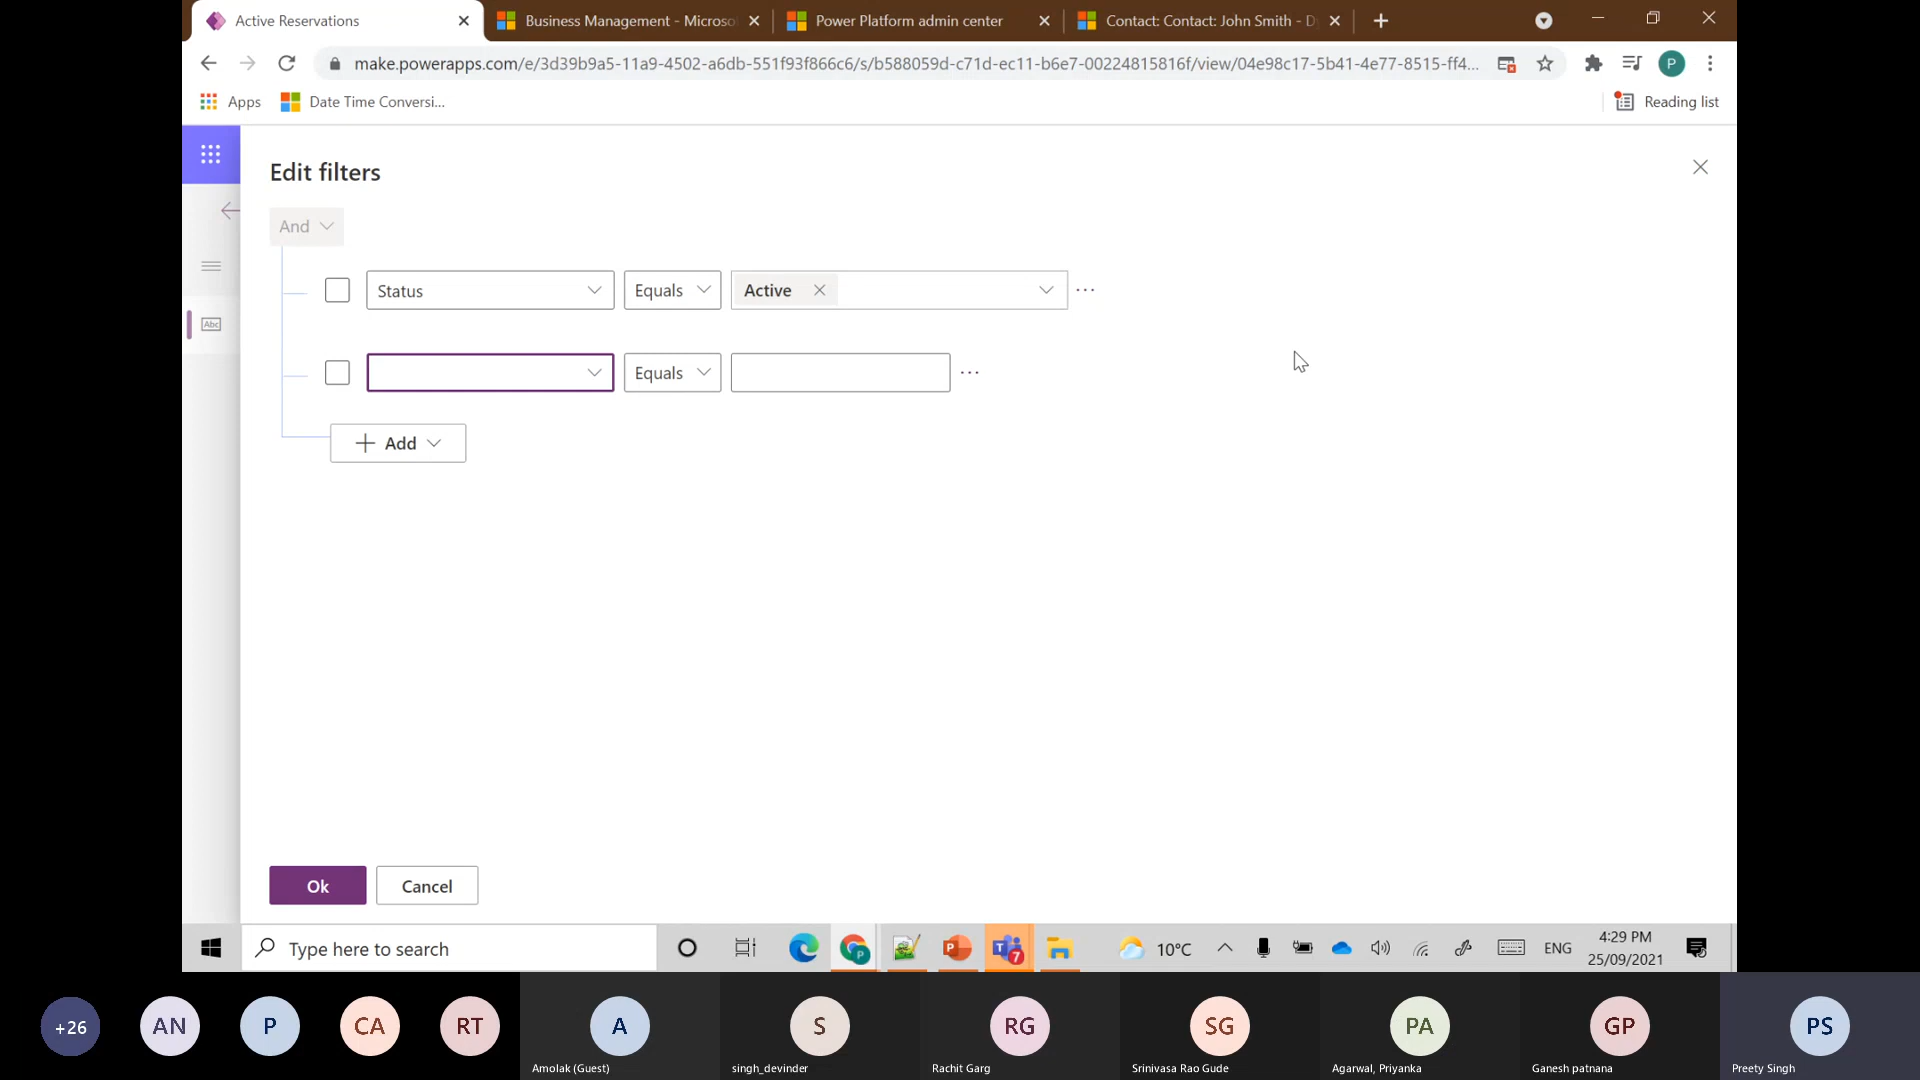 Active Reservations
Business Management - Microso
Power Platform admin center
Contact: Contact: John Smith - D
make.powerapps.com/e/3d39b9a5-11a9-4502-a6db-551f93f866c6/s/b588059d-c71d-ec11-b6e7-00224815816f/view/04e98c17-5b41-4e77-8515-ff4...
P
Apps
Date Time Conversi...
Reading list
Edit filters
And
Status
Equals
Active
Abc
Equals
Add
Ok
Cancel
Type here to search
7
10°C
ENG
4:29 PM
25/09/2021
+26
AN
P
CA
RT
A
S
RG
SG
PA
GP
PS
Amolak (Guest)
singh_devinder
Rachit Garg
Srinivasa Rao Gude
Agarwal, Priyanka
Ganesh patnana
Preety Singh